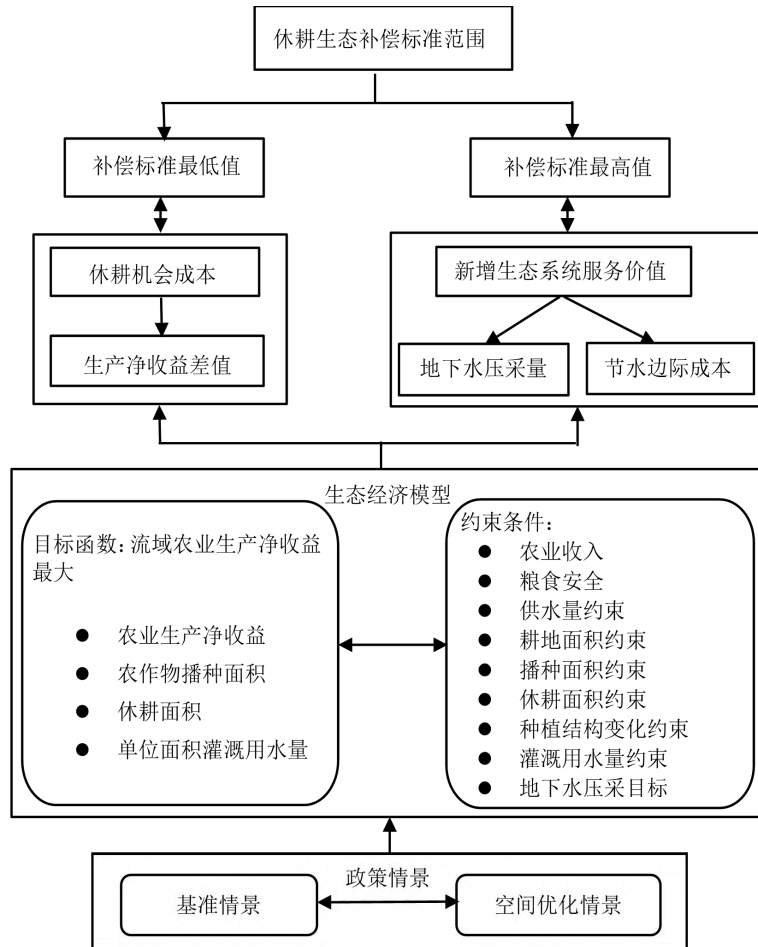 休耕生态补偿标准范围
补偿标准最低值
补偿标准最高值
休耕机会成本
生产净收益差值
新增生态系统服务价值
地下水压采量
节水边际成本
生态经济模型
目标函数：流域农业生产净收益
最大
● 农业生产净收益
● 农作物播种面积
● 休耕面积
● 单位面积灌溉用水量
约束条件：
● 农业收入
● 粮食安全
● 供水量约束
● 耕地面积约束
● 播种面积约束
● 休耕面积约束
● 种植结构变化约束
● 灌溉用水量约束
● 地下水压采目标
政策情景
基准情景
空间优化情景